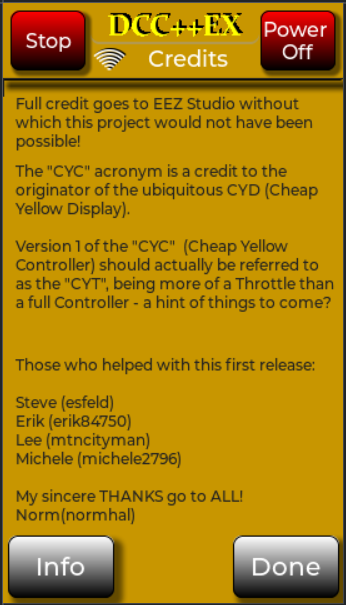 Stop
DCC++EX
Power
Off
Credits
Full credit goes to EEZ Studio without
which this project would not have been
possible!
The "CYC" acronym is a credit to the
originator of the ubiquitous CYD (Cheap
Yellow Display).
Version 1 of the "CYC"  (Cheap Yellow
Controller) should actually be referred to
as the "CYT", being more of a Throttle than
a full Controller - a hint of things to come?
Those who helped with this first release:
Steve (esfeld)
Erik (erik84750)
Lee (mtncityman)
Michele (michele2796)
My sincere THANKS go to ALL!
Norm(normhal)
Info
Done